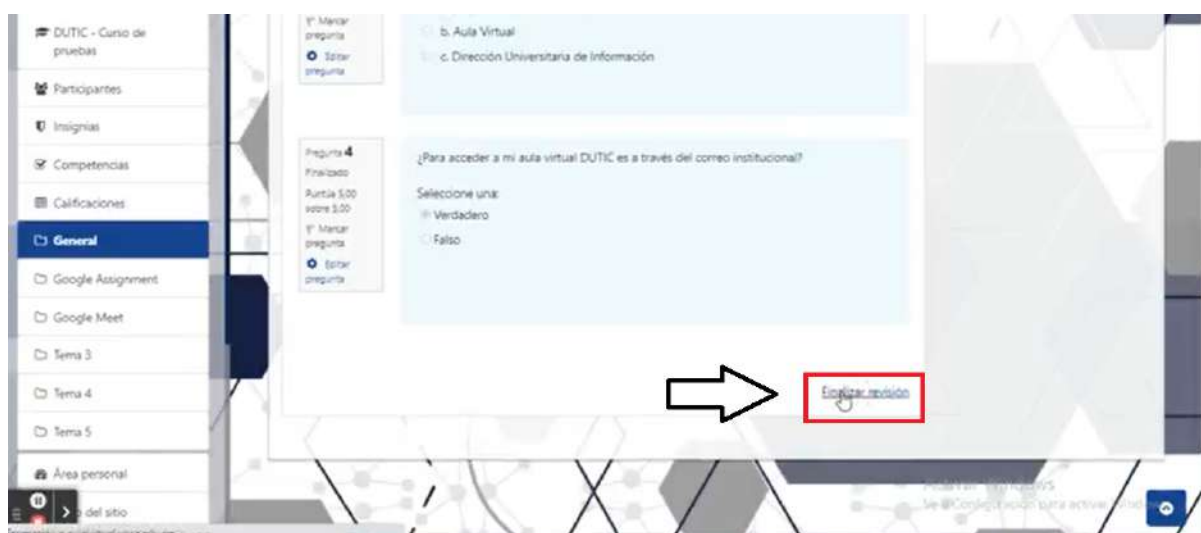 DUTIC - Curso de
pruebas
Participantes
Insignias
Competencias
Calificaciones
General
Google Assignment
Google Meet
Tema 3
Tema 4
Tema 5
Área personal
del sitio
Marcar
pregunta
Editar
pregunta
b. Aula Virtual
c. Dirección Universitaria de Información
Pregunta 4
Finalizado
Puntúa 5,00
sobre 5,00
Marcar
pregunta
Editar
pregunta
¿Para acceder a mi aula virtual DUTIC es a través del correo institucional?
Seleccione una:
Verdadero
Falso
Finalizar revisión